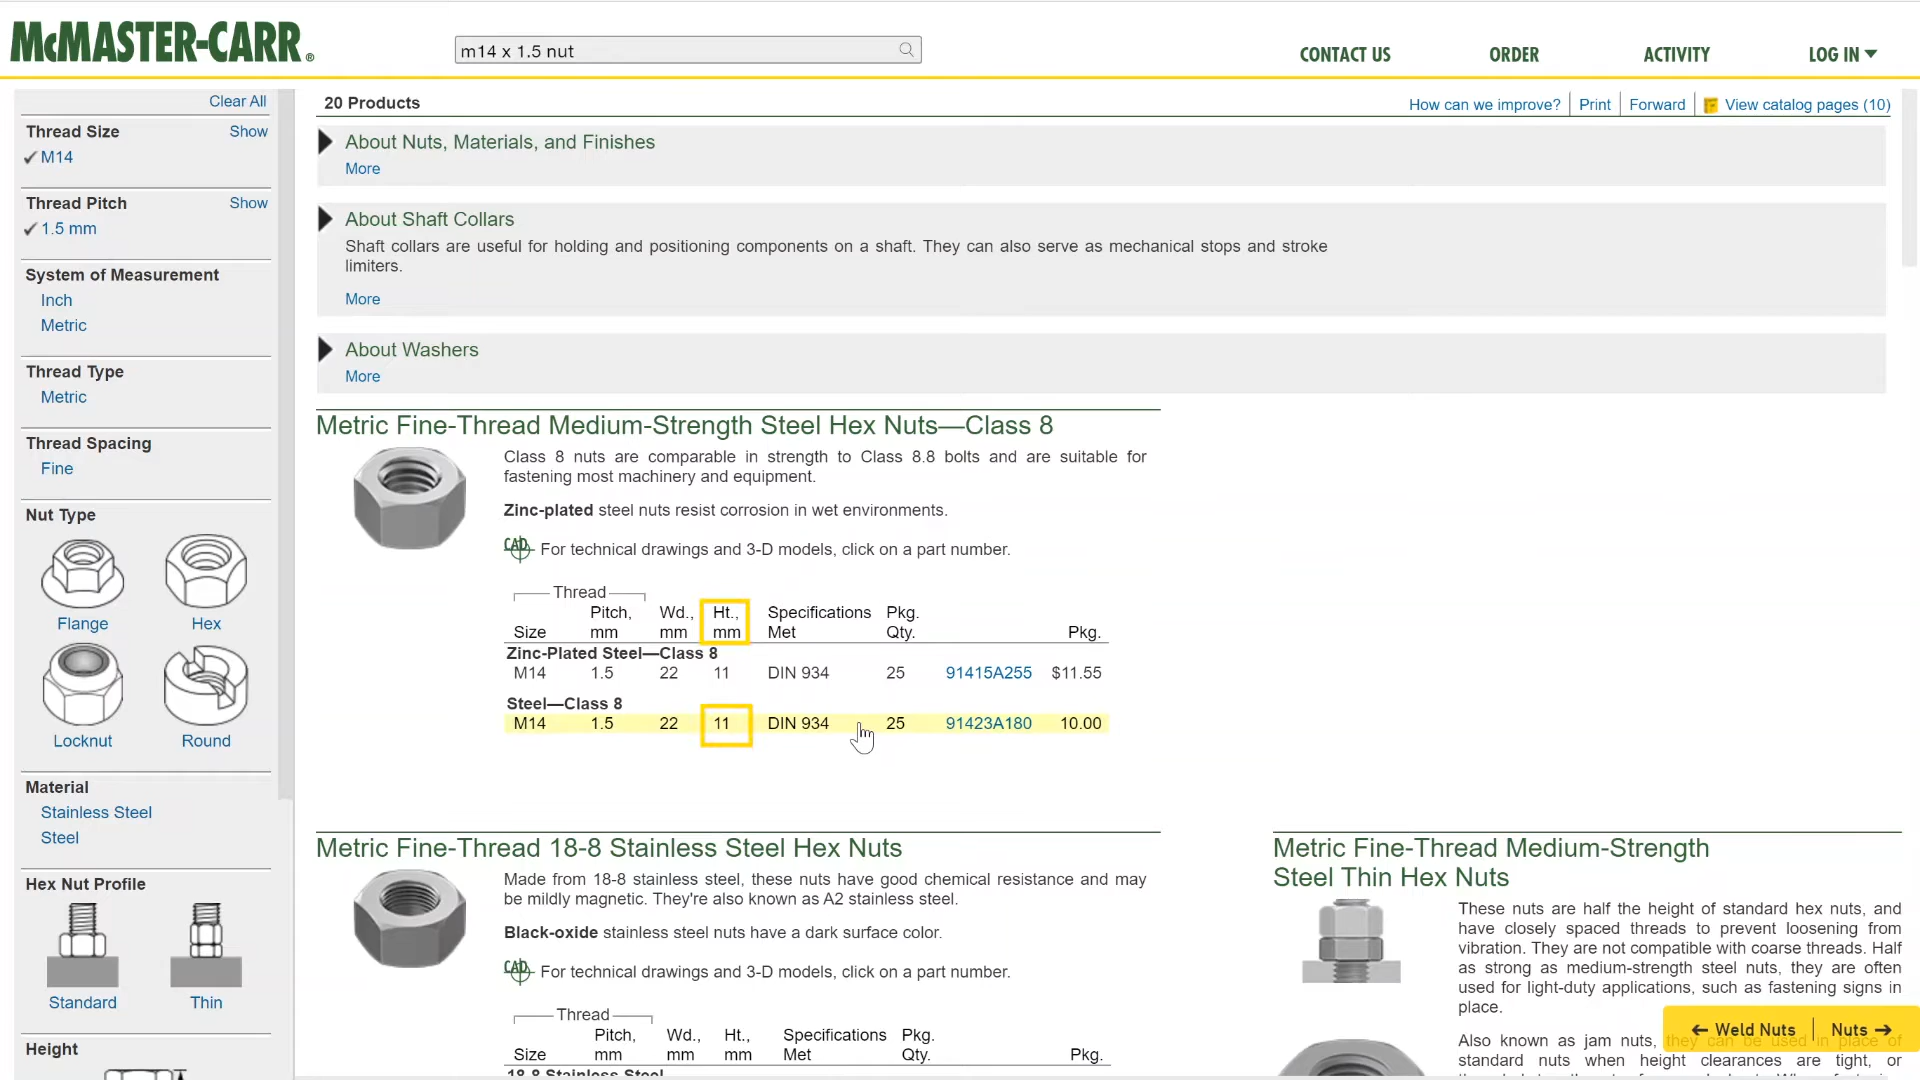 McMASTER-CARR®
m14 x 1.5 nut
CONTACT US
ORDER
ACTIVITY
LOG IN
Clear All
Thread Size
Show
M14
Thread Pitch
Show
1.5 mm
System of Measurement
Inch
Metric
Thread Type
Metric
Thread Spacing
Fine
Nut Type
Flange
Hex
Locknut
Round
Material
Stainless Steel
Steel
Hex Nut Profile
Standard
Thin
Height
20 Products
How can we improve?
Print
Forward
View catalog pages (10)
About Nuts, Materials, and Finishes
More
About Shaft Collars
Shaft collars are useful for holding and positioning components on a shaft. They can also serve as mechanical stops and stroke
limiters.
More
About Washers
More
Metric Fine-Thread Medium-Strength Steel Hex Nuts—Class 8
Class 8 nuts are comparable in strength to Class 8.8 bolts and are suitable for
fastening most machinery and equipment.
Zinc-plated steel nuts resist corrosion in wet environments.
CAD For technical drawings and 3-D models, click on a part number.
Thread
Pitch, Wd., Ht., Specifications Pkg.
Size mm mm mm Met Qty. Pkg.
Zinc-Plated Steel—Class 8
M14 1.5 22 11 DIN 934 25 91415A255 $11.55
Steel—Class 8
M14 1.5 22 11 DIN 934 25 91423A180 10.00
Metric Fine-Thread 18-8 Stainless Steel Hex Nuts
Made from 18-8 stainless steel, these nuts have good chemical resistance and may
be mildly magnetic. They're also known as A2 stainless steel.
Black-oxide stainless steel nuts have a dark surface color.
CAD For technical drawings and 3-D models, click on a part number.
Thread
Pitch, Wd., Ht., Specifications Pkg.
Size mm mm mm Met Qty. Pkg.
18-8 Stainless Steel
Metric Fine-Thread Medium-Strength
Steel Thin Hex Nuts
These nuts are half the height of standard hex nuts, and
have closely spaced threads to prevent loosening from
vibration. They are not compatible with coarse threads. Half
as strong as medium-strength steel nuts, they are often
used for light-duty applications, such as fastening signs in
place.
Also known as jam nuts, they can be used in place of
standard nuts when height clearances are tight, or
Weld Nuts
Nuts